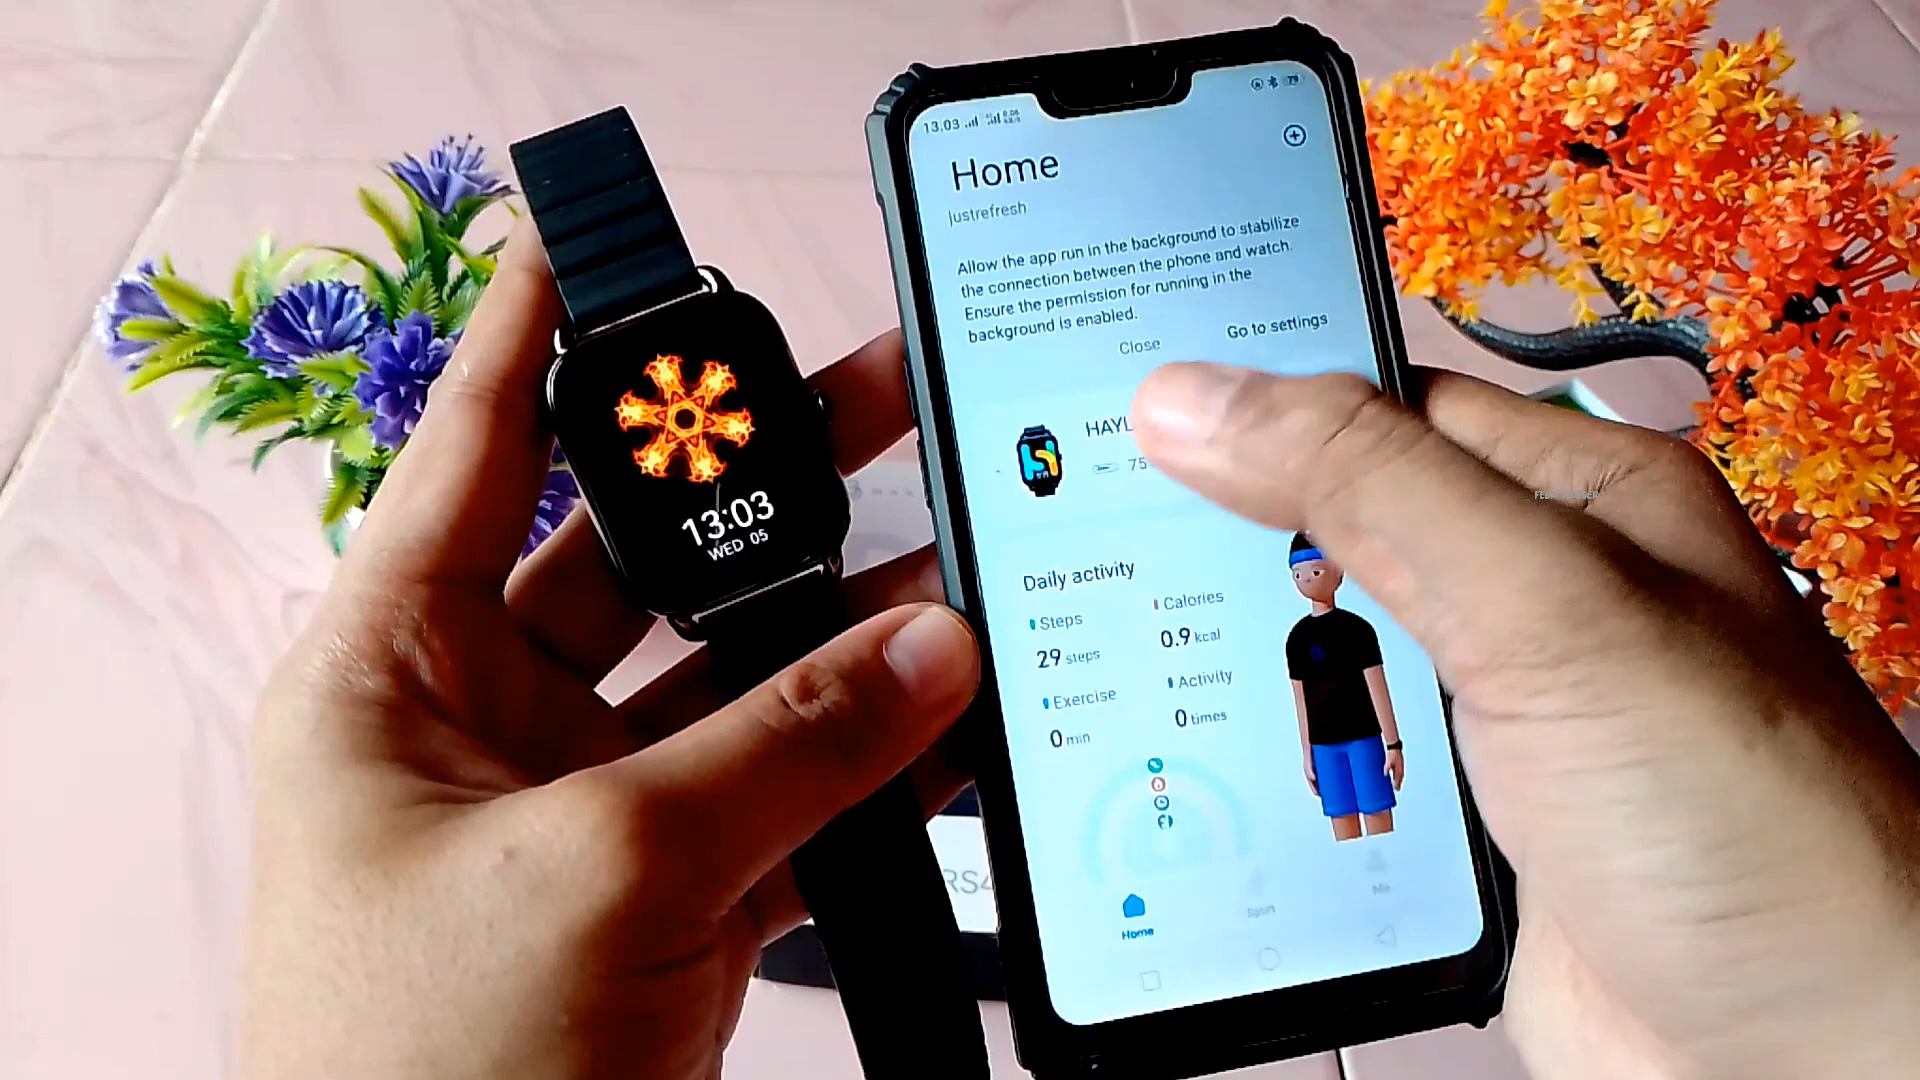 13.03
79
Home
Justrefresh
Allow the app run in the background to stabilize
the connection between the phone and watch.
Ensure the permission for running in the
background is enabled.
Close
Go to settings
HAYL
75
Daily activity
Steps
Calories
29 steps
0.9 kcal
Exercise
Activity
0 min
0 times
Home
Sport
Me
13:03
WED 05
RS4